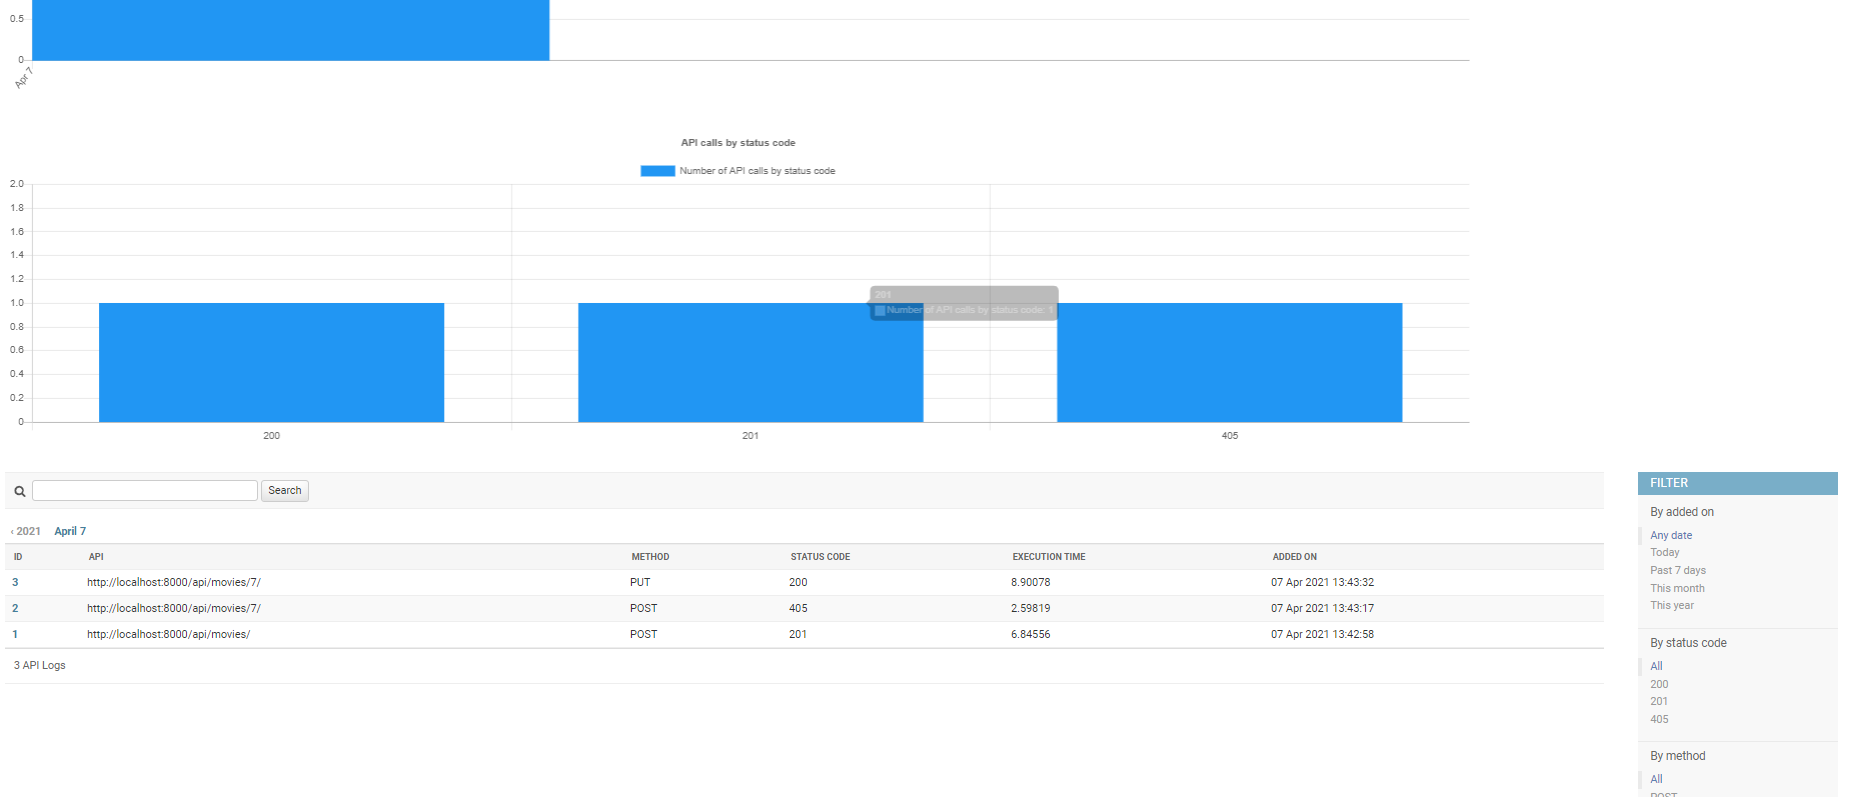 0.5
0
Apr 7
API calls by status code
Number of API calls by status code
2.0
1.8
1.6
1.4
1.2
1.0
0.8
0.6
0.4
0.2
0
201
Number of API calls by status code: 1
200 201 405
Search
‹ 2021 April 7
ID API METHOD STATUS CODE EXECUTION TIME ADDED ON
3 http://localhost:8000/api/movies/7/ PUT 200 8.90078 07 Apr 2021 13:43:32
2 http://localhost:8000/api/movies/7/ POST 405 2.59819 07 Apr 2021 13:43:17
1 http://localhost:8000/api/movies/ POST 201 6.84556 07 Apr 2021 13:42:58
3 API Logs
FILTER
By added on
Any date
Today
Past 7 days
This month
This year
By status code
All
200
201
405
By method
All
POST